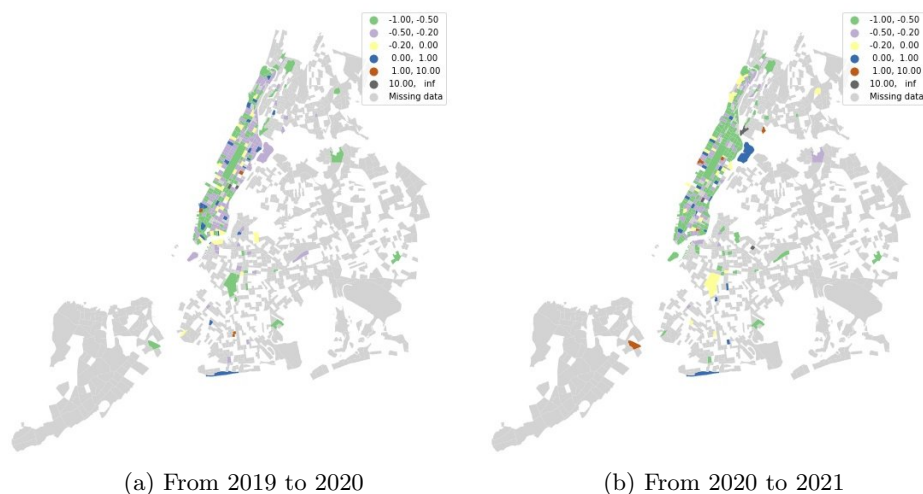 -1.00, -0.50
-0.50, -0.20
-0.20, 0.00
0.00, 1.00
1.00, 10.00
10.00, inf
Missing data
-1.00, -0.50
-0.50, -0.20
-0.20, 0.00
0.00, 1.00
1.00, 10.00
10.00, inf
Missing data
(a) From 2019 to 2020
(b) From 2020 to 2021